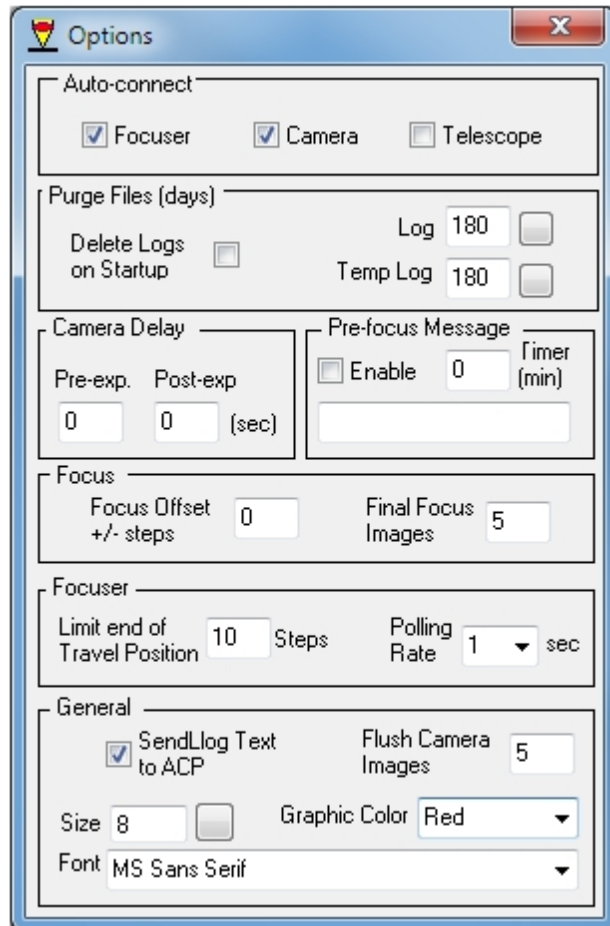 Options
Auto-connect
Focuser Camera Telescope
Purge Files (days)
Delete Logs
on Startup
Log 180
Temp Log 180
Camera Delay
Pre-exp. Post-exp
0 0 (sec)
Pre-focus Message
Enable 0 Timer
(min)
Focus
Focus Offset
+/- steps
0
Final Focus
Images
5
Focuser
Limit end of
Travel Position
10 Steps
Polling
Rate
1 sec
General
SendLlog Text
to ACP
Flush Camera
Images
5
Size 8
Graphic Color Red
Font MS Sans Serif